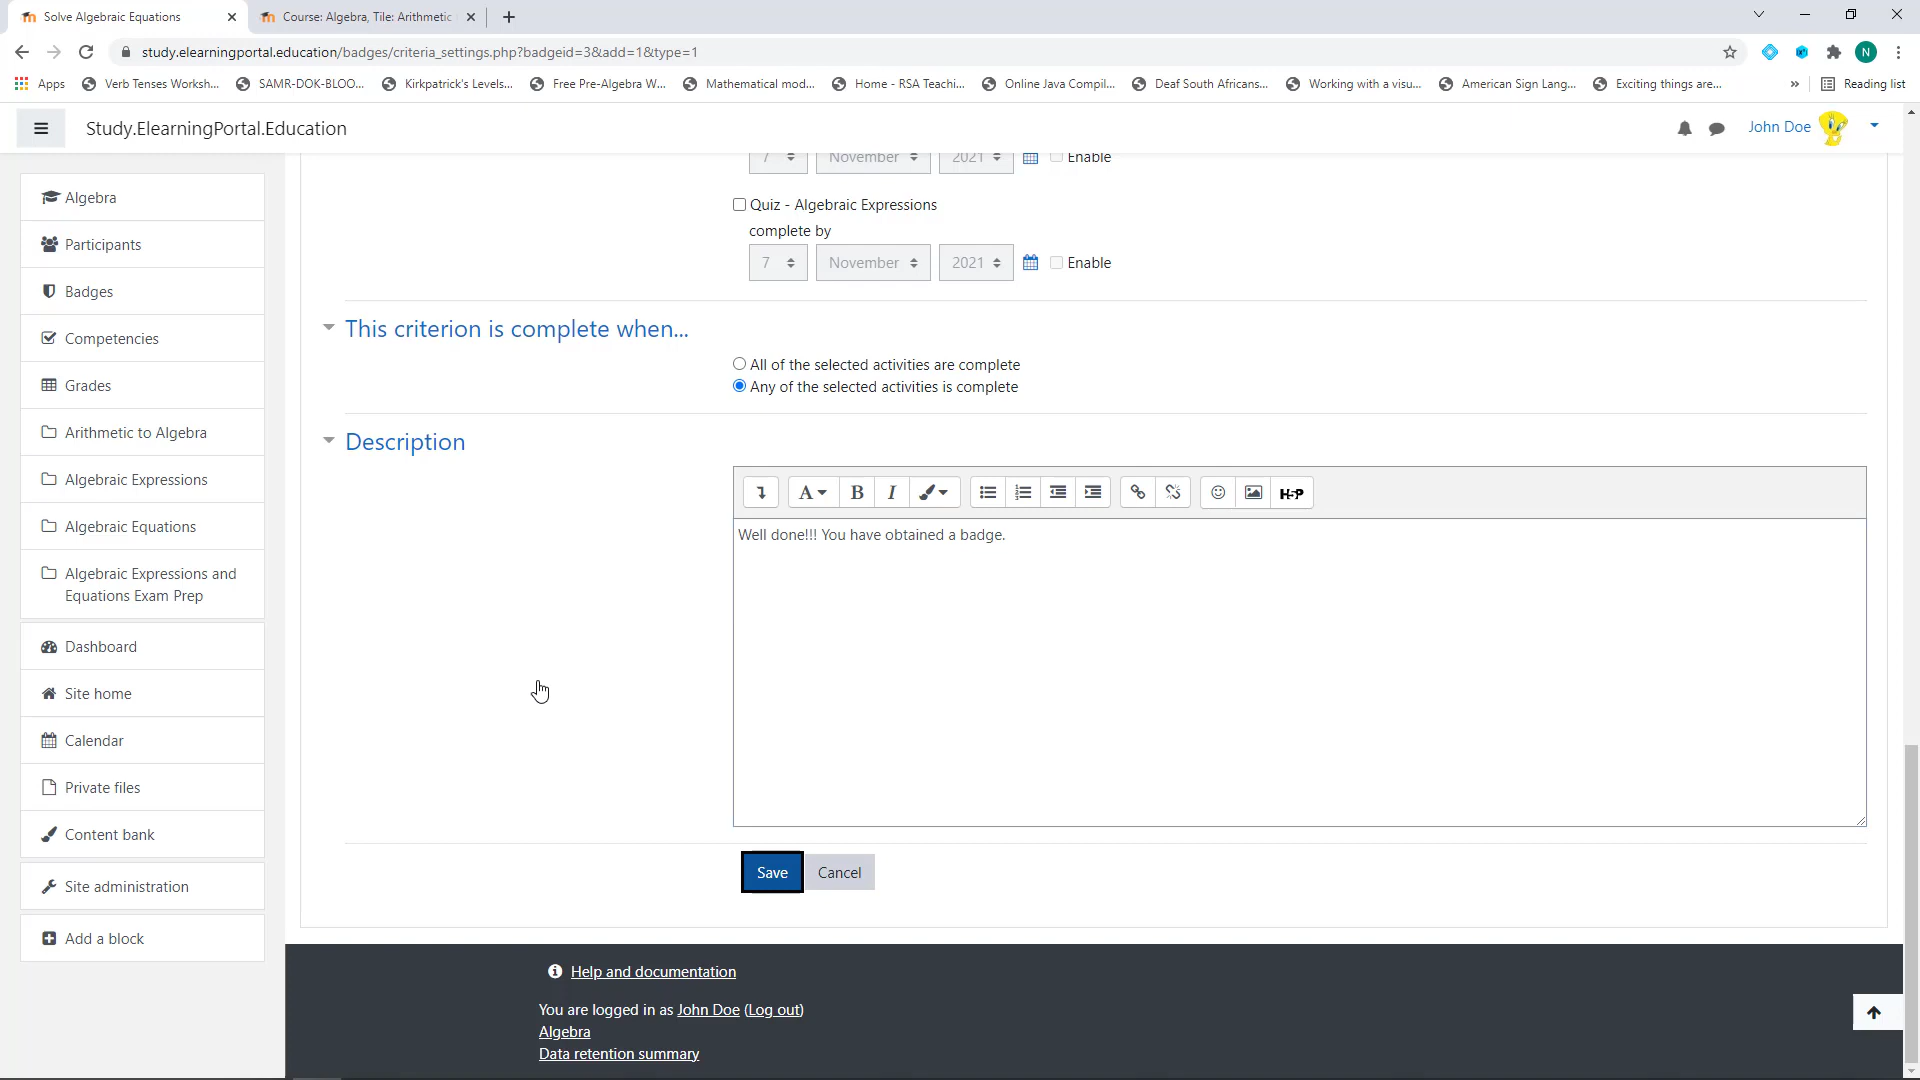 Solve Algebraic Equations
Course: Algebra, Tile: Arithmetic
study.elearningportal.education/badges/criteria_settings.php?badgeid=3&add=1&type=1
N
Apps
Verb Tenses Worksh...
SAMR-DOK-BLOO...
Kirkpatrick's Levels...
Free Pre-Algebra W...
Mathematical mod...
Home - RSA Teachi...
Online Java Compil...
Deaf South Africans...
Working with a visu...
American Sign Lang...
Exciting things are...
»
Reading list
Study.ElearningPortal.Education
John Doe
7 November 2021 Enable
Quiz - Algebraic Expressions
complete by
7 November 2021 Enable
This criterion is complete when...
All of the selected activities are complete
Any of the selected activities is complete
Description
A B I H5P
Well done!!! You have obtained a badge.
Save Cancel
Algebra
Participants
Badges
Competencies
Grades
Arithmetic to Algebra
Algebraic Expressions
Algebraic Equations
Algebraic Expressions and
Equations Exam Prep
Dashboard
Site home
Calendar
Private files
Content bank
Site administration
Add a block
Help and documentation
You are logged in as John Doe (Log out)
Algebra
Data retention summary